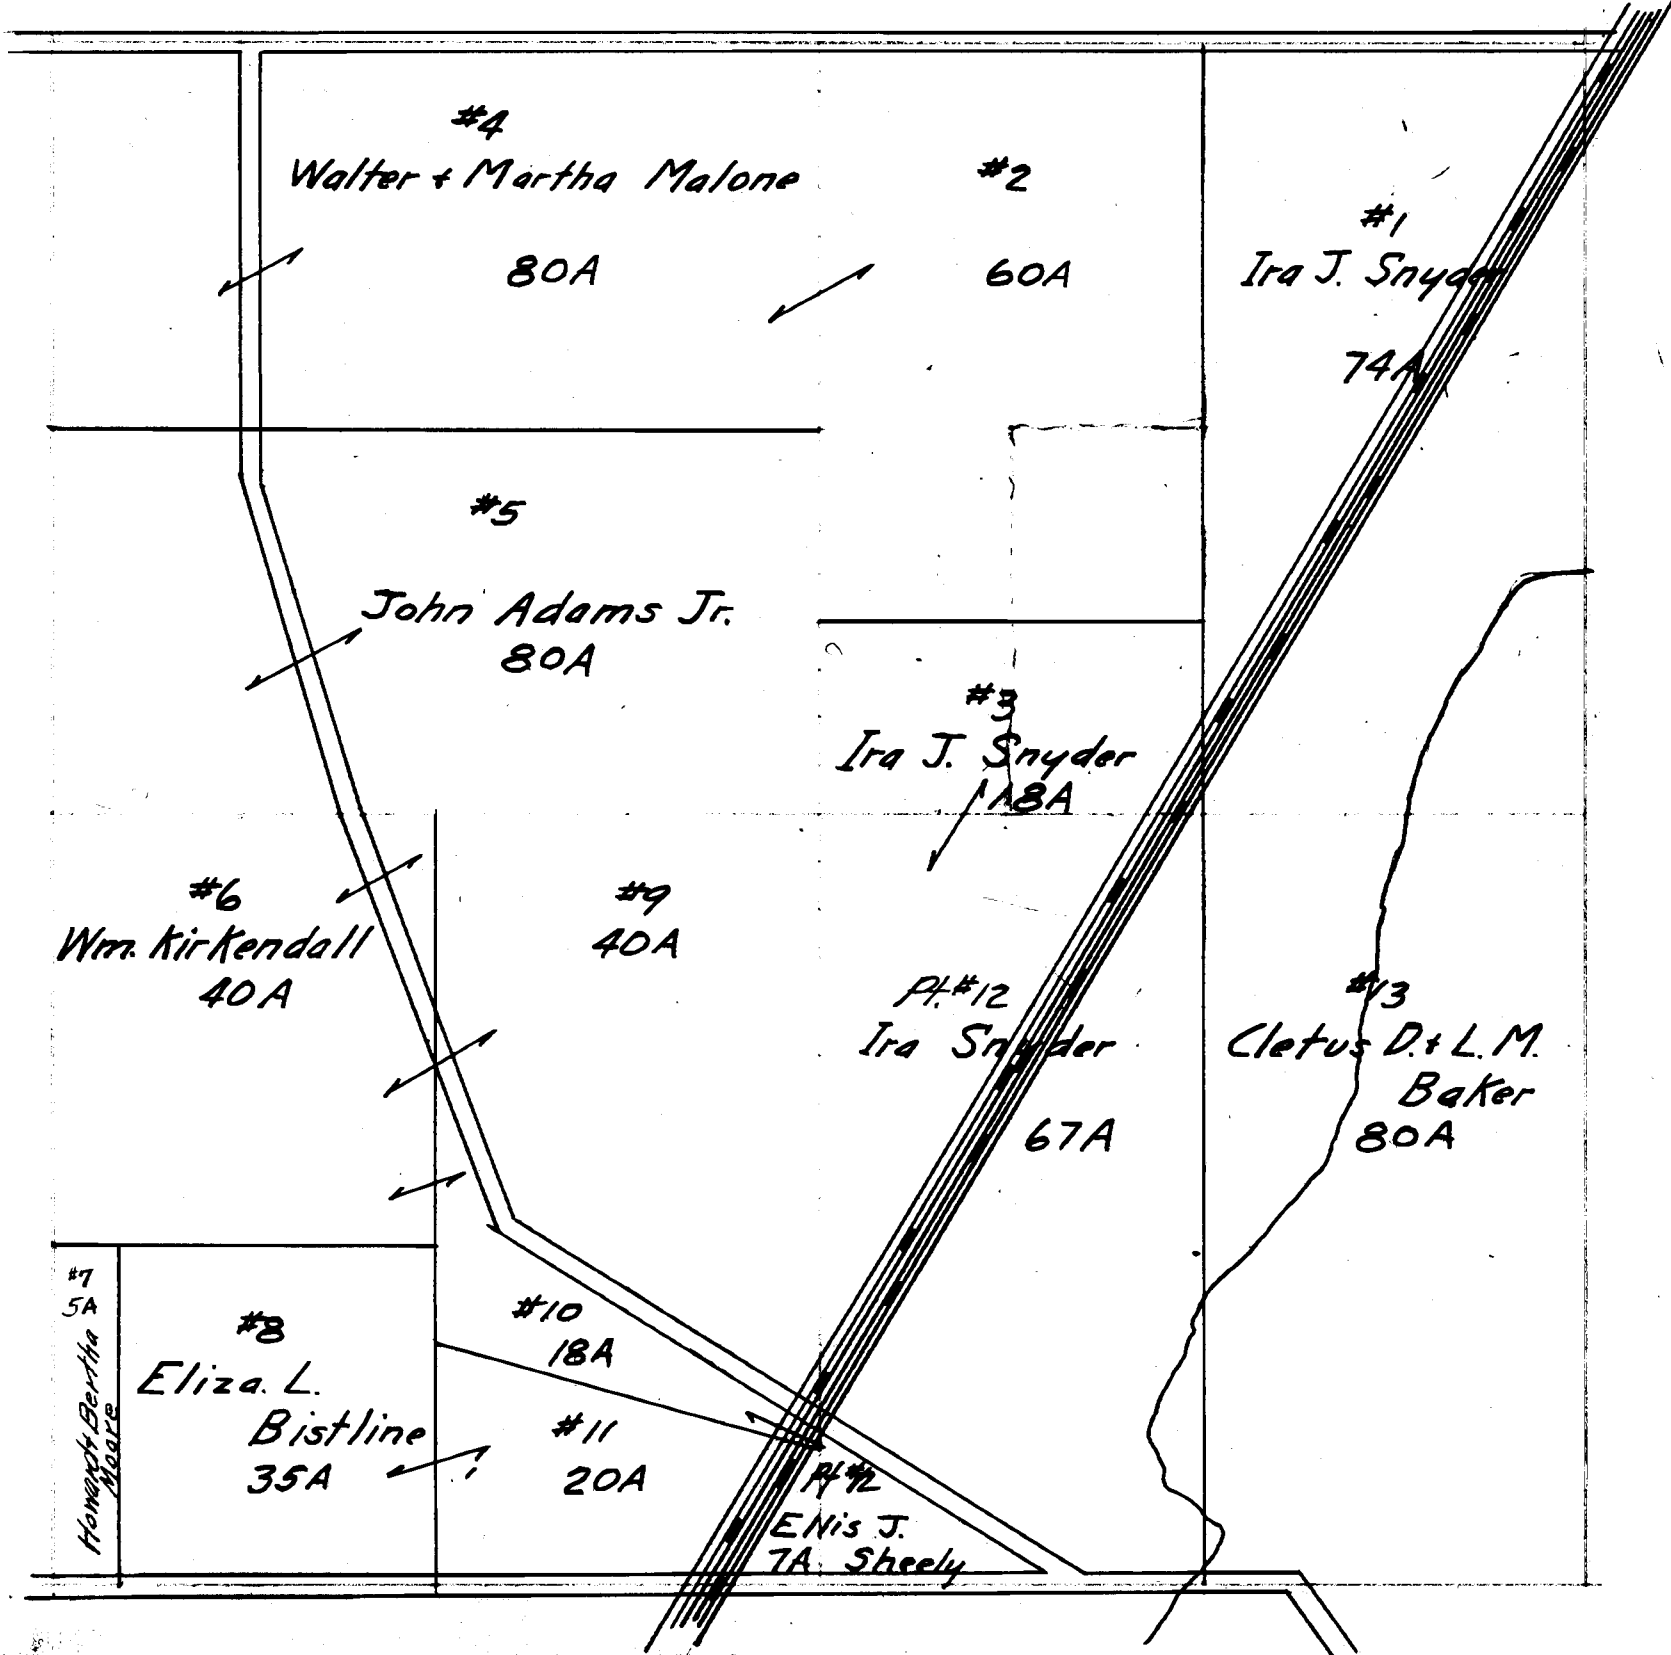 #4
Walter + Martha Malone
80A
#2
60A
#1
Ira J. Snyder
74A
#5
John Adams Jr.
80A
#3
Ira J. Snyder
18A
#6
Wm. Kirkendall
40A
#9
40A
Pt. #12
Ira Snyder
67A
#13
Cletus D. + L. M.
Baker
80A
#7
5A
Howard + Bertha
Moore
#8
Eliza. L.
Bistline
35A
#10
18A
#11
20A
Pt #12
Ellis J.
7A Sheely